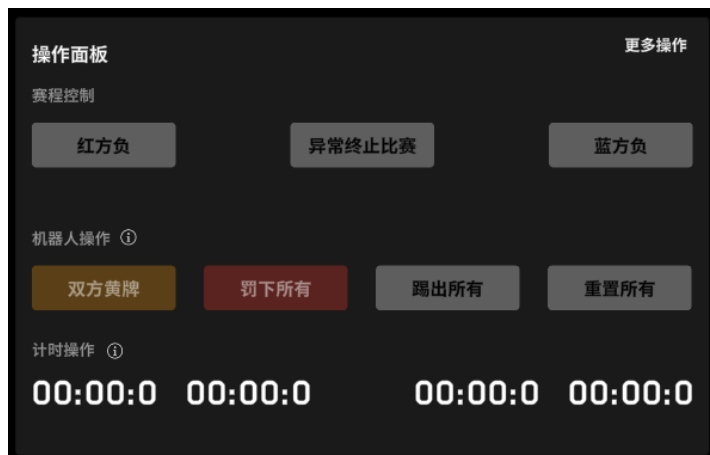 操作面板 更多操作
赛程控制
红方负 异常终止比赛 蓝方负
机器人操作
双方黄牌 罚下所有 踢出所有 重置所有
计时操作
00:00:0 00:00:0 00:00:0 00:00:0